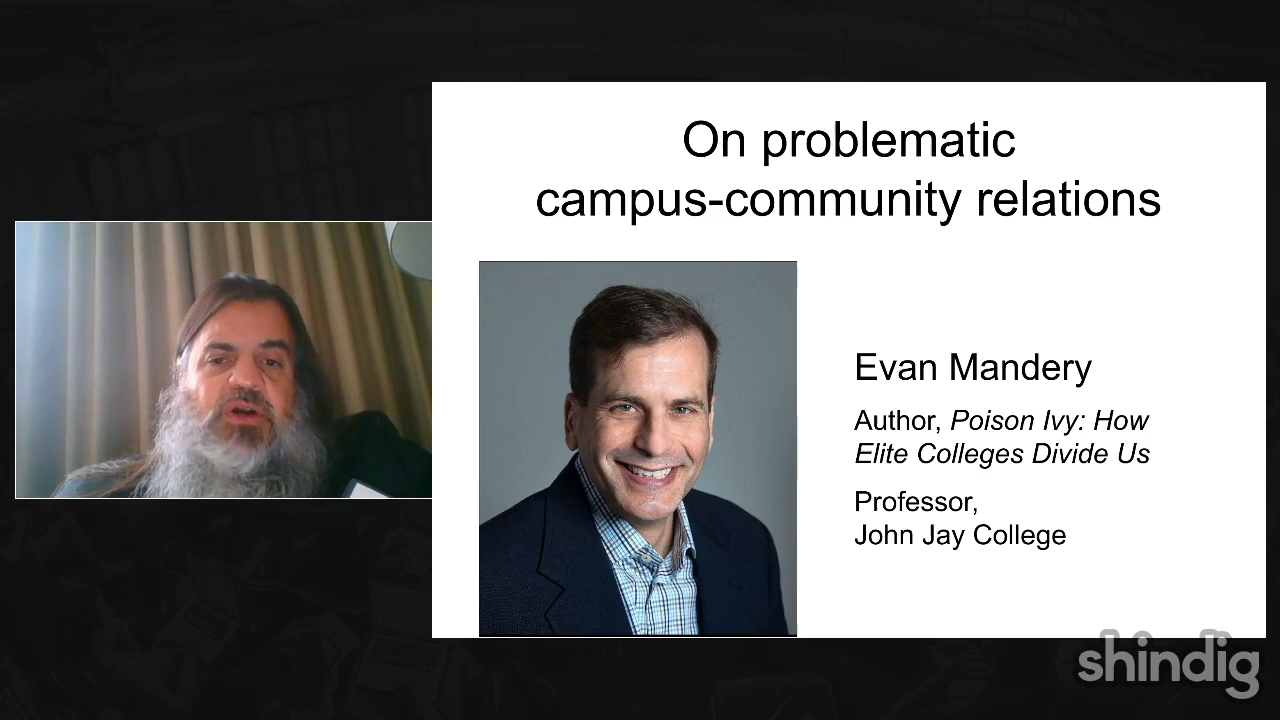 On problematic
campus-community relations
Evan Mandery
Author, Poison Ivy: How
Elite Colleges Divide Us
Professor,
John Jay College
shindig